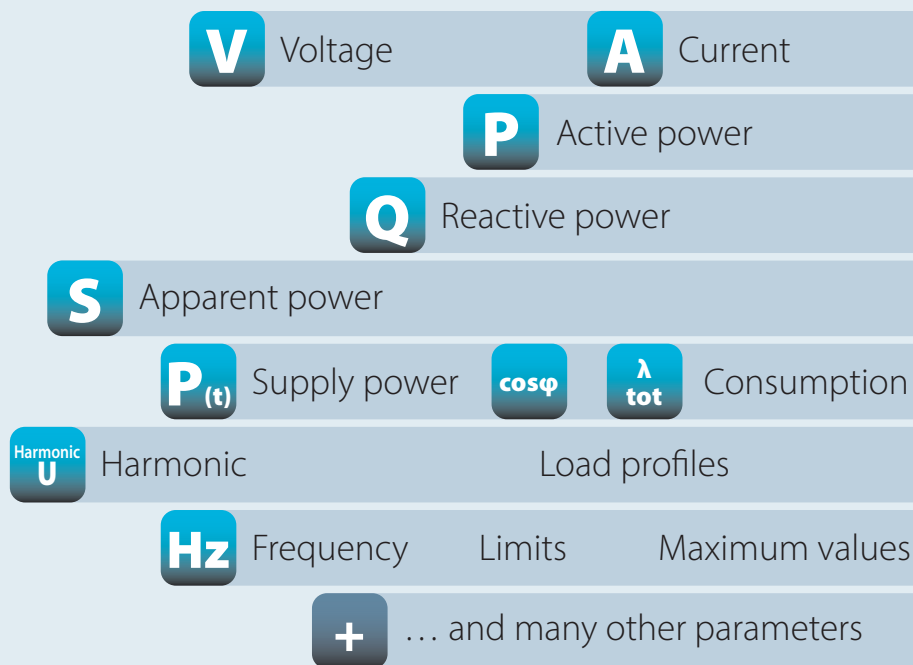 V Voltage A Current
P Active power
Q Reactive power
S Apparent power
P(t) Supply power cosφ λ tot Consumption
Harmonic U Harmonic Load profiles
Hz Frequency Limits Maximum values
+ … and many other parameters